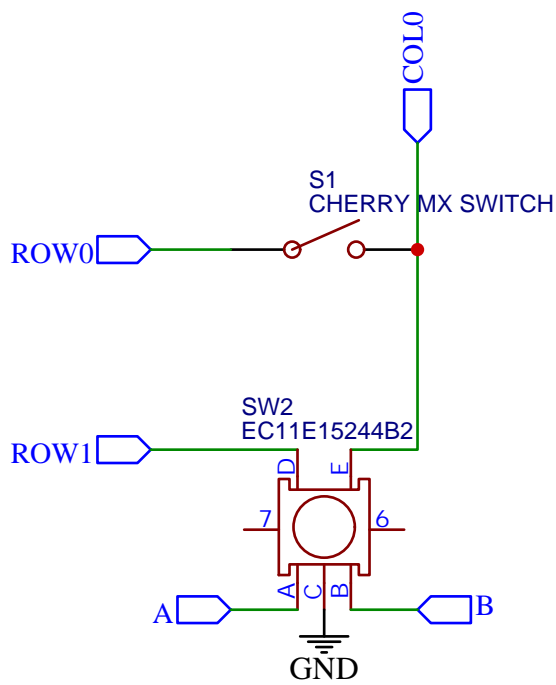 COL0
S1
CHERRY MX SWITCH
ROW0
SW2
EC11E15244B2
ROW1
D
E
7
6
A
C
B
A
B
GND